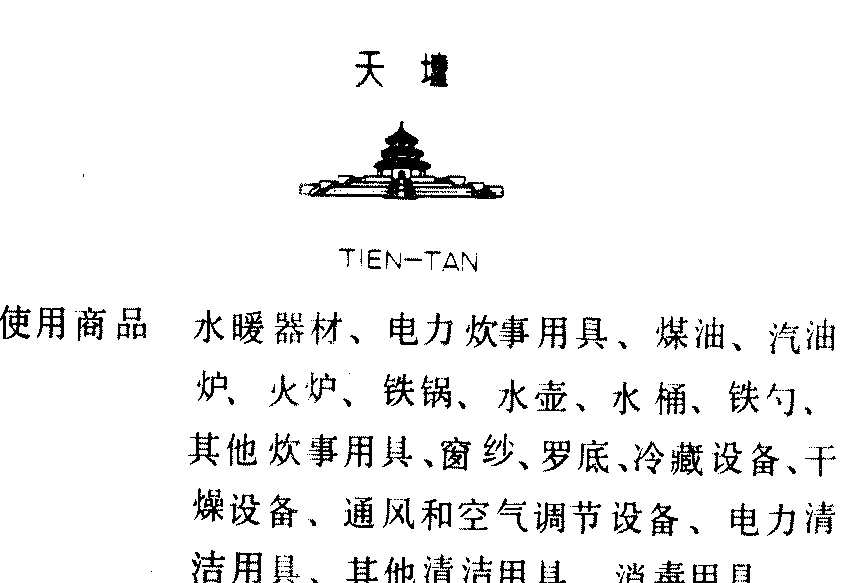 天 壇
TIEN-TAN
使用商品 水暖器材、电力炊事用具、煤油、汽油
炉、火炉、铁锅、水壶、水桶、铁勺、
其他炊事用具、窗纱、罗底、冷藏设备、干
燥设备、通风和空气调节设备、电力清
洁用具、其他清洁用具、消毒用具